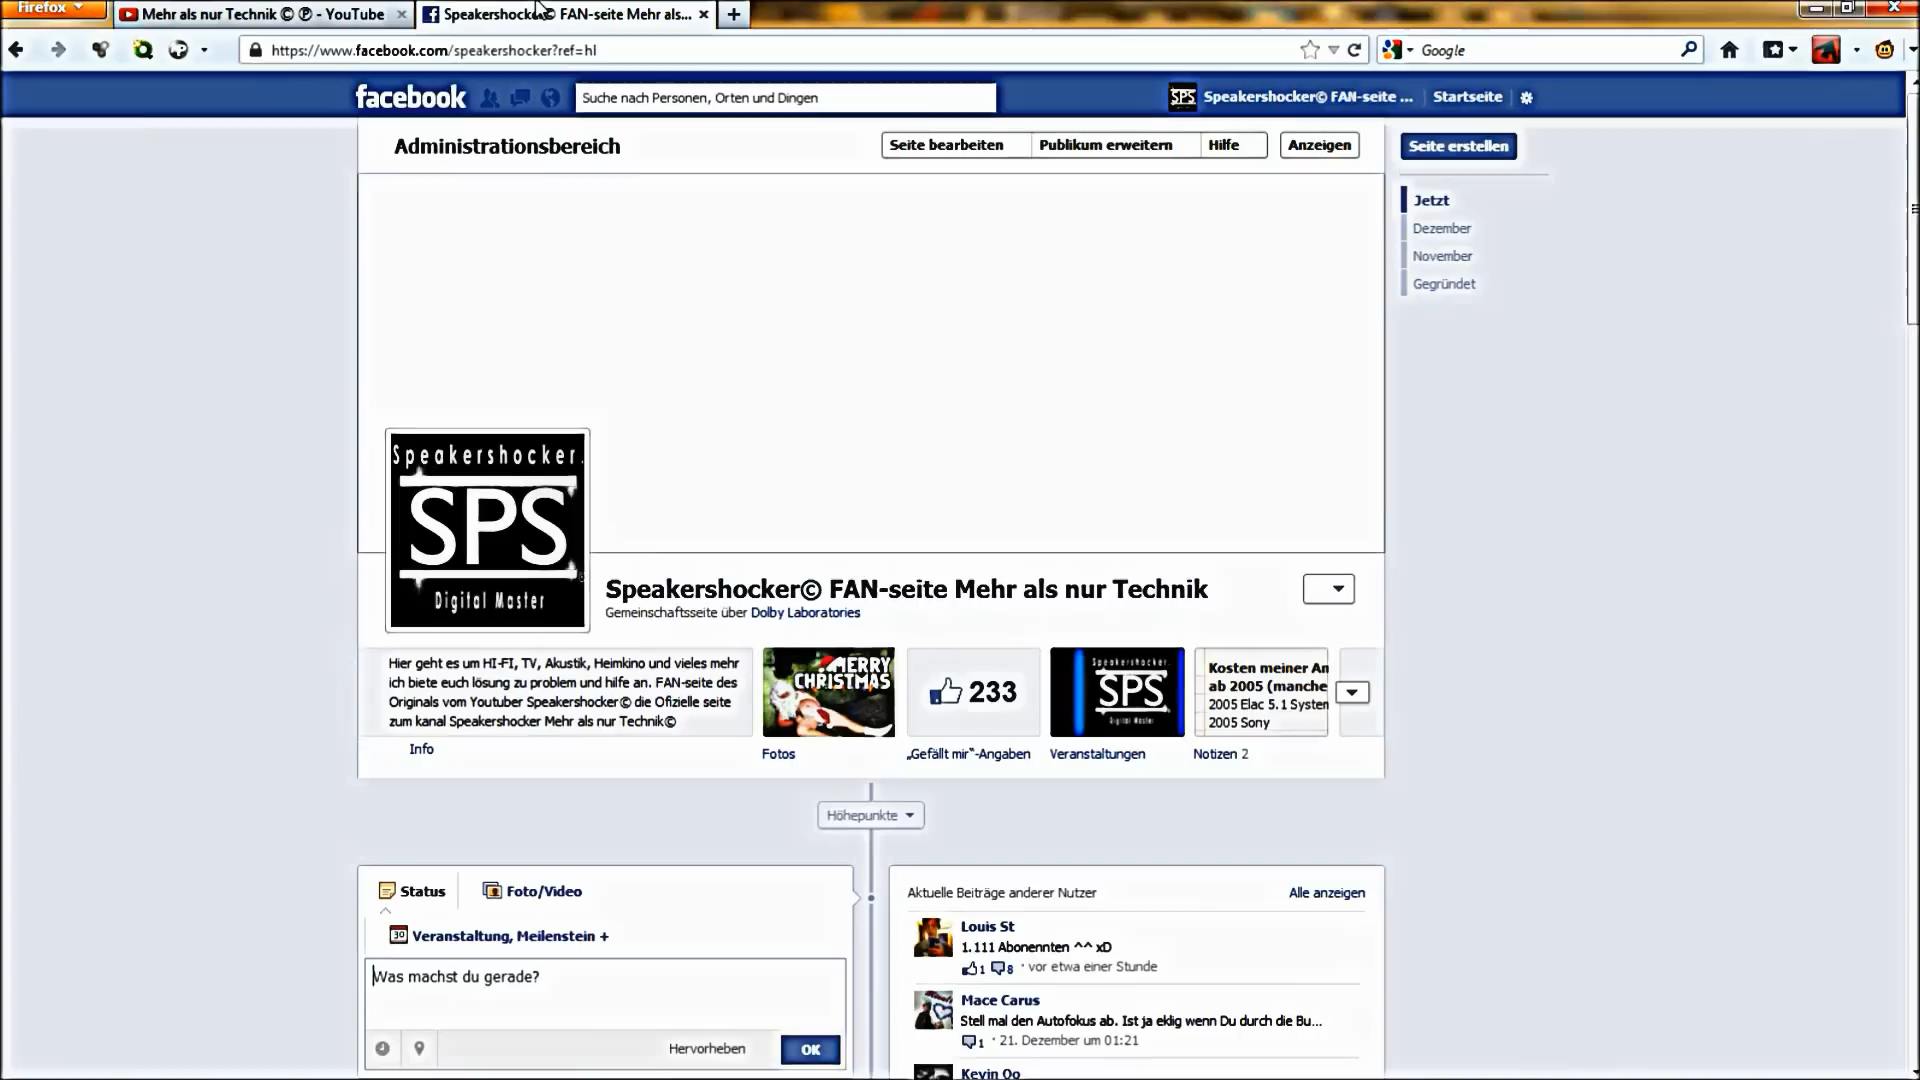 Firefox
Mehr als nur Technik © ℗ - YouTube
Speakershocker© FAN-seite Mehr als...
https://www.facebook.com/speakershocker?ref=hl
Google
facebook
Suche nach Personen, Orten und Dingen
SPS
Speakershocker© FAN-seite ...
Startseite
Administrationsbereich
Seite bearbeiten
Publikum erweitern
Hilfe
Anzeigen
Seite erstellen
Jetzt
Dezember
November
Gegründet
Speakershocker.
SPS
Digital Master
Speakershocker© FAN-seite Mehr als nur Technik
Gemeinschaftsseite über Dolby Laboratories
Hier geht es um HI-FI, TV, Akustik, Heimkino und vieles mehr
ich biete euch lösung zu problem und hilfe an. FAN-seite des
Originals vom Youtuber Speakershocker© die Ofizielle seite
zum kanal Speakershocker Mehr als nur Technik©
Info
MERRY
CHRISTMAS
Fotos
233
„Gefällt mir“-Angaben
Speakershocker.
SPS
Digital Master
Veranstaltungen
Kosten meiner An
ab 2005 (manche
2005 Elac 5.1 System
2005 Sony
Notizen 2
Höhepunkte
Status
Foto/Video
30 Veranstaltung, Meilenstein +
Was machst du gerade?
Hervorheben
OK
Aktuelle Beiträge anderer Nutzer
Alle anzeigen
Louis St
1.111 Abonennten ^^ xD
1 8 · vor etwa einer Stunde
Mace Carus
Stell mal den Autofokus ab. Ist ja eklig wenn Du durch die Bu...
1 · 21. Dezember um 01:21
Kevin Oo